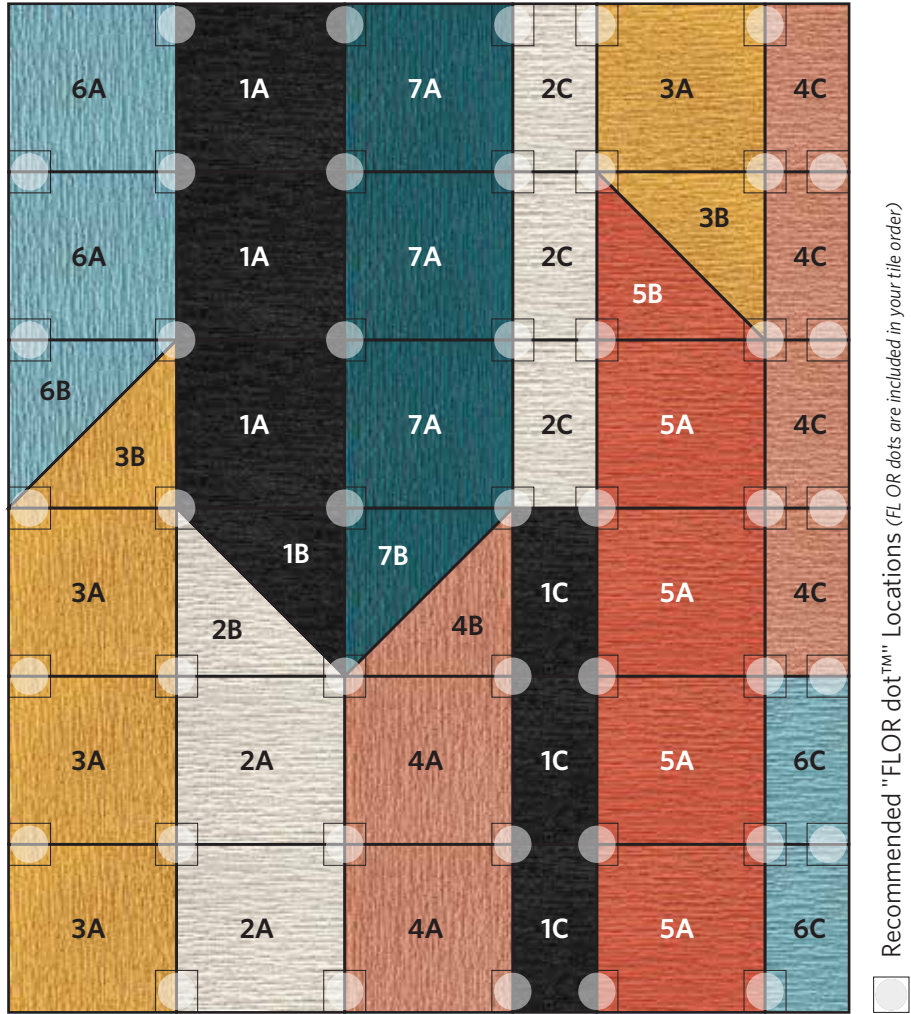 6A 1A 7A 2C 3A 4C
6A 1A 7A 2C 3B 4C
5B
6B 1A 7A 2C 5A 4C
3B
3A 1B 7B 1C 5A 4C
2B 4B
3A 2A 4A 1C 5A 6C
3A 2A 4A 1C 5A 6C
Recommended "FLOR dot™" Locations (FL OR dots are included in your tile order)